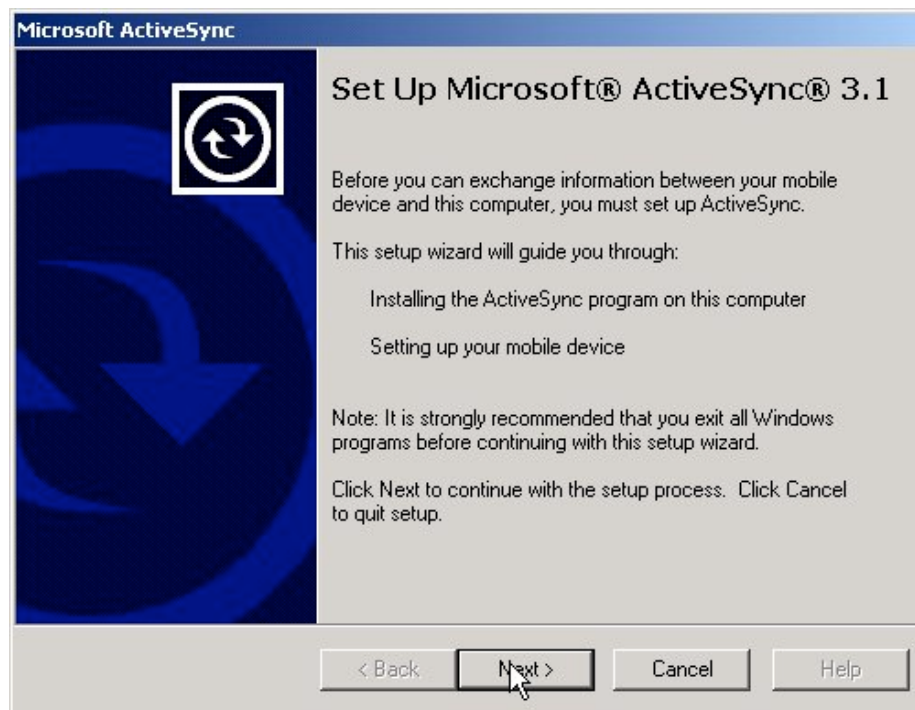 Microsoft ActiveSync
Set Up Microsoft® ActiveSync® 3.1
Before you can exchange information between your mobile
device and this computer, you must set up ActiveSync.
This setup wizard will guide you through:
Installing the ActiveSync program on this computer
Setting up your mobile device
Note: It is strongly recommended that you exit all Windows
programs before continuing with this setup wizard.
Click Next to continue with the setup process.  Click Cancel
to quit setup.
< Back Next > Cancel Help